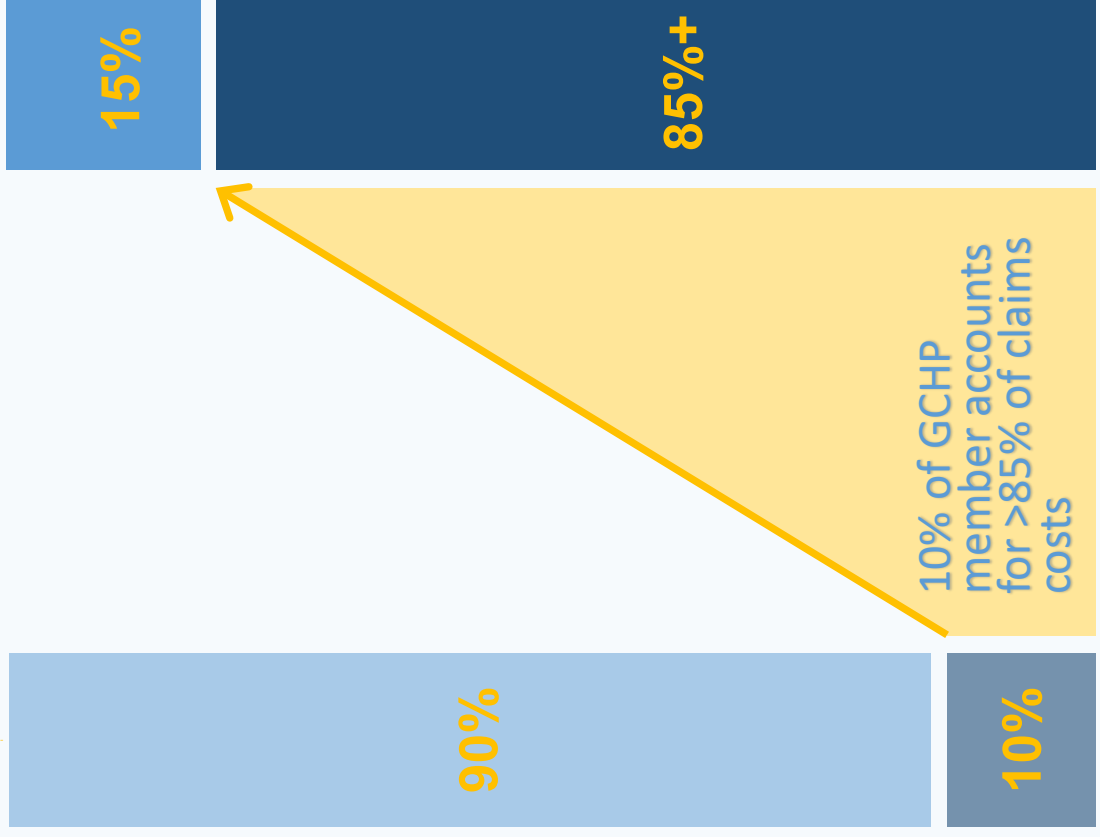 15%
85%+
10% of GCHP
member accounts
for >85% of claims
costs
90%
10%